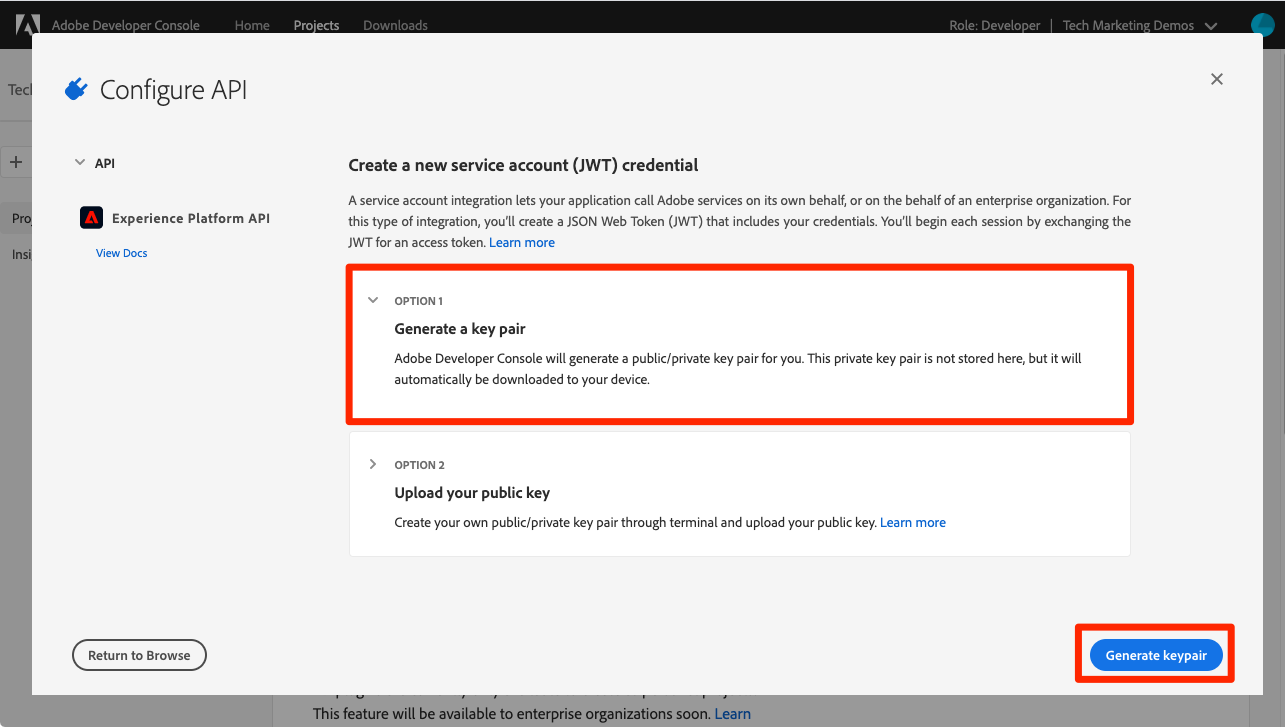 Adobe Developer Console Home Projects Downloads Role: Developer | Tech Marketing Demos
Tech
Configure API
API
Experience Platform API
View Docs
Create a new service account (JWT) credential
A service account integration lets your application call Adobe services on its own behalf, or on the behalf of an enterprise organization. For
this type of integration, you'll create a JSON Web Token (JWT) that includes your credentials. You'll begin each session by exchanging the
JWT for an access token. Learn more
OPTION 1
Generate a key pair
Adobe Developer Console will generate a public/private key pair for you. This private key pair is not stored here, but it will
automatically be downloaded to your device.
OPTION 2
Upload your public key
Create your own public/private key pair through terminal and upload your public key. Learn more
Return to Browse
Generate keypair
This feature will be available to enterprise organizations soon. Learn